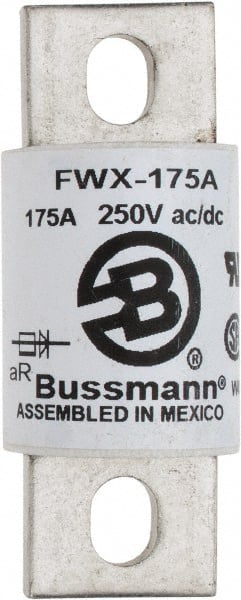 FWX-175A
175A 250V ac/dc
B
®
aR
Bussmann®
ASSEMBLED IN MEXICO